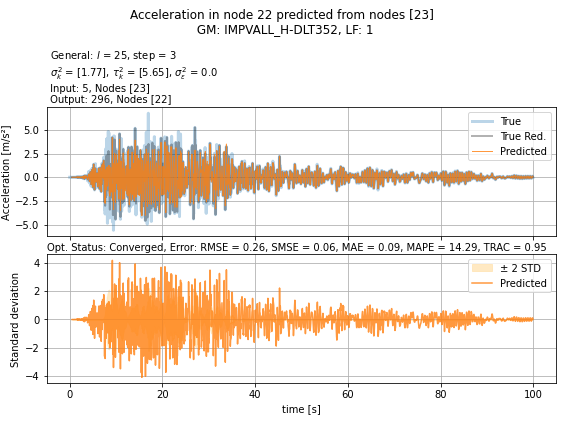 Acceleration in node 22 predicted from nodes [23]
GM: IMPVALL_H-DLT352, LF: 1
General: l = 25, step = 3
σ²ₖ = [1.77], τ²ₖ = [5.65], σ²ε = 0.0
Input: 5, Nodes [23]
Output: 296, Nodes [22]
Acceleration [m/s²]
5.0
2.5
0.0
−2.5
−5.0
True
True Red.
Predicted
Opt. Status: Converged, Error: RMSE = 0.26, SMSE = 0.06, MAE = 0.09, MAPE = 14.29, TRAC = 0.95
Standard deviation
4
2
0
−2
−4
± 2 STD
Predicted
0 20 40 60 80 100
time [s]